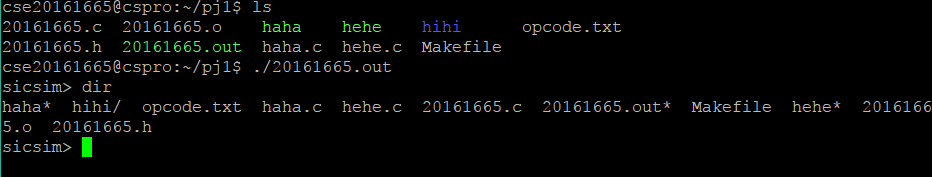 cse20161665@cspro:~/pj1$ ls
20161665.c  20161665.o    haha    hehe    hihi      opcode.txt
20161665.h  20161665.out  haha.c  hehe.c  Makefile
cse20161665@cspro:~/pj1$ ./20161665.out
sicsim> dir
haha*  hihi/  opcode.txt  haha.c  hehe.c  20161665.c  20161665.out*  Makefile  hehe*  2016166
5.o  20161665.h
sicsim>